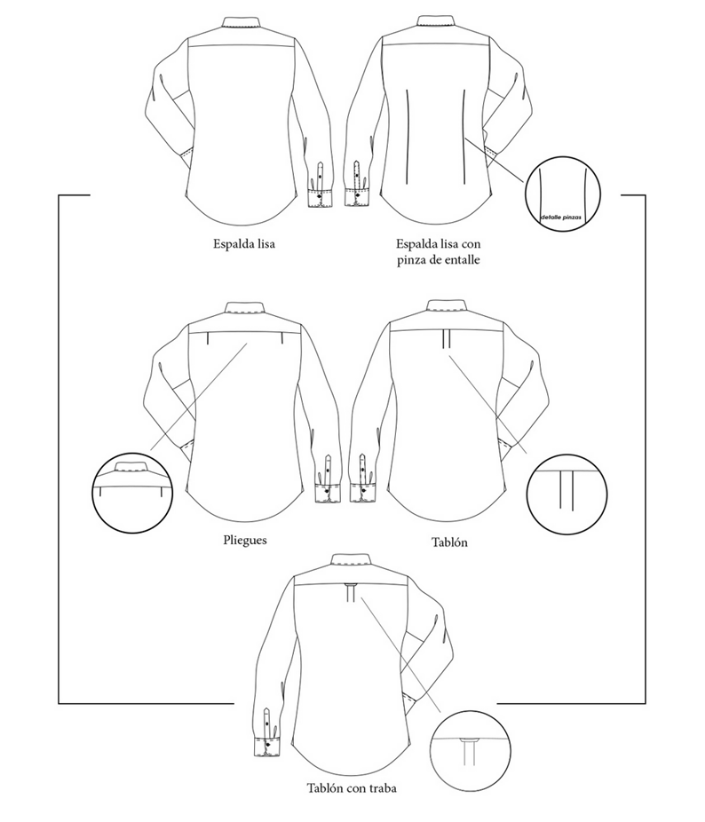 Espalda lisa
Espalda lisa con
pinza de entalle
detalle pinzas
Pliegues
Tablón
Tablón con traba